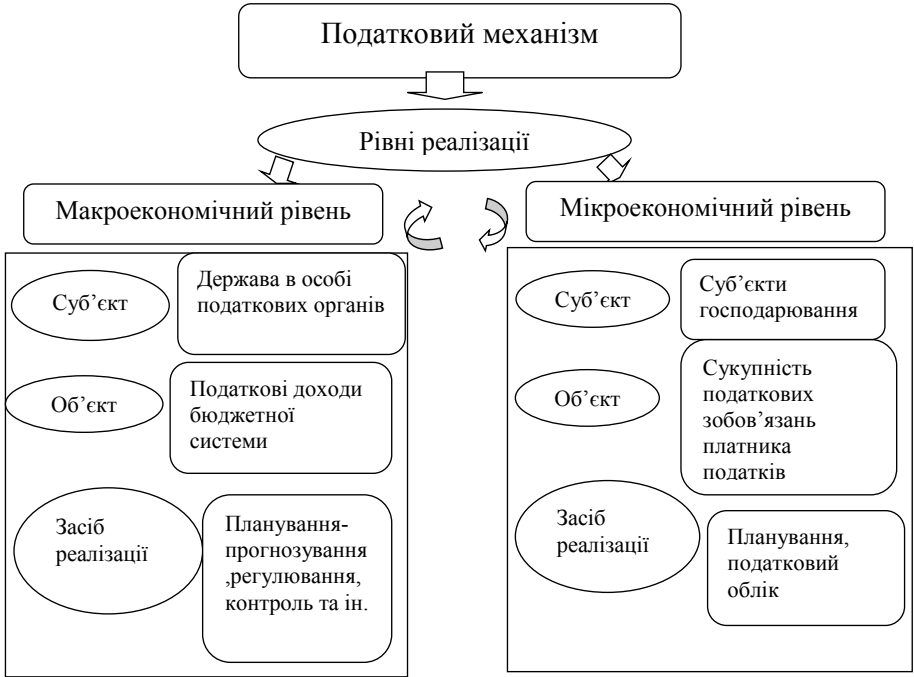 Податковий механізм
Рівні реалізації
Макроекономічний рівень
Суб’єкт
Держава в особі
податкових органів
Об’єкт
Податкові доходи
бюджетної
системи
Засіб
реалізації
Планування-
прогнозування
,регулювання,
контроль та ін.
Мікроекономічний рівень
Суб’єкт
Суб’єкти
господарювання
Об’єкт
Сукупність
податкових
зобов’язань
платника
податків
Засіб
реалізації
Планування,
податковий
облік